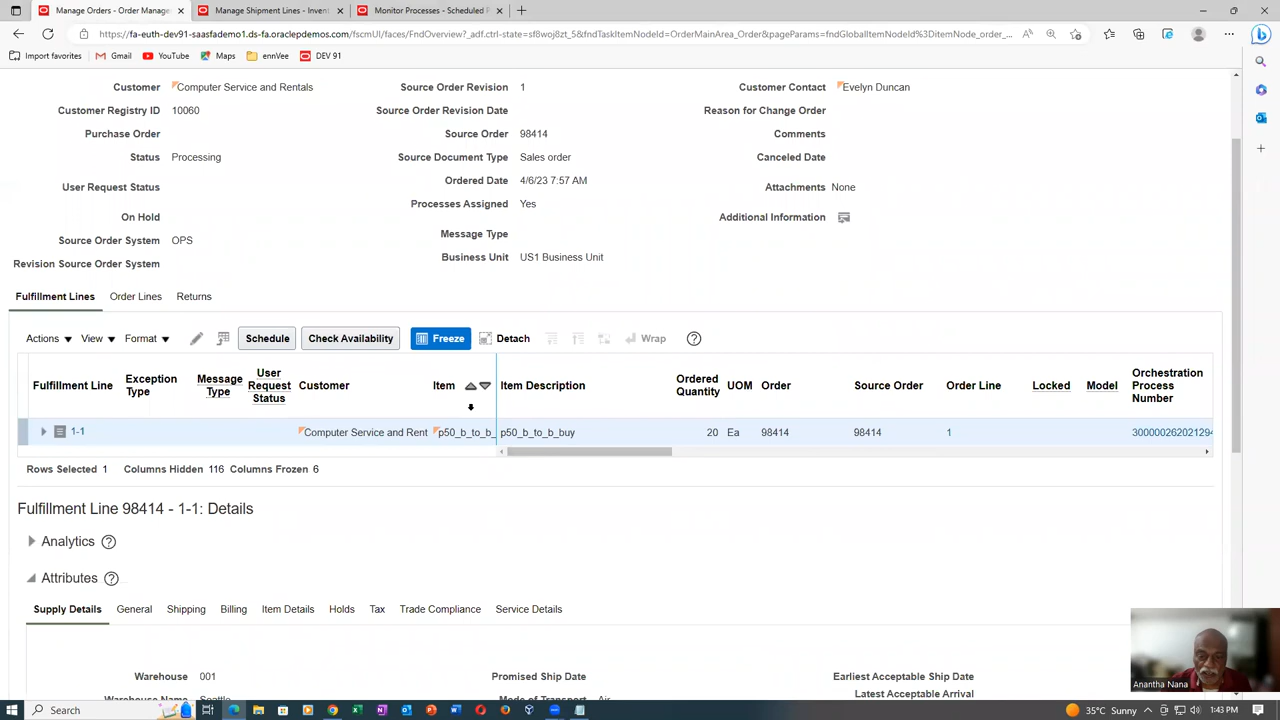 Manage Orders - Order Manage
Manage Shipment Lines - Invent
Monitor Processes - Scheduled P
https://fa-euth-dev91-saasfademo1.ds-fa.oraclepdemos.com/fscmUI/faces/FndOverview?_adf.ctrl-state=sf8woj8zt_5&fndTaskItemNodeId=OrderMainArea_Order&pageParams=fndGlobalItemNodeId%3DitemNode_order_...
Import favorites
Gmail
YouTube
Maps
ennVee
DEV 91
Customer Computer Service and Rentals
Source Order Revision 1
Customer Contact Evelyn Duncan
Customer Registry ID 10060
Source Order Revision Date
Reason for Change Order
Purchase Order
Source Order 98414
Comments
Status Processing
Source Document Type Sales order
Canceled Date
Ordered Date 4/6/23 7:57 AM
User Request Status
Attachments None
Processes Assigned Yes
On Hold
Additional Information
Message Type
Source Order System OPS
Business Unit US1 Business Unit
Revision Source Order System
Fulfillment Lines Order Lines Returns
Actions View Format Schedule Check Availability Freeze Detach Wrap
Fulfillment Line
Exception Type
Message Type
User Request Status
Customer
Item
Item Description
Ordered Quantity
UOM
Order
Source Order
Order Line
Locked
Model
Orchestration Process Number
1-1 Computer Service and Rent p50_b_to_b_ p50_b_to_b_buy 20 Ea 98414 98414 1 300000262021294
Rows Selected 1 Columns Hidden 116 Columns Frozen 6
Fulfillment Line 98414 - 1-1: Details
Analytics
Attributes
Supply Details General Shipping Billing Item Details Holds Tax Trade Compliance Service Details
Warehouse 001
Promised Ship Date
Earliest Acceptable Ship Date
Warehouse Name Seattle
Mode of Transport Air
Latest Acceptable Arrival
Anantha Nana
Search
35°C Sunny
1:43 PM